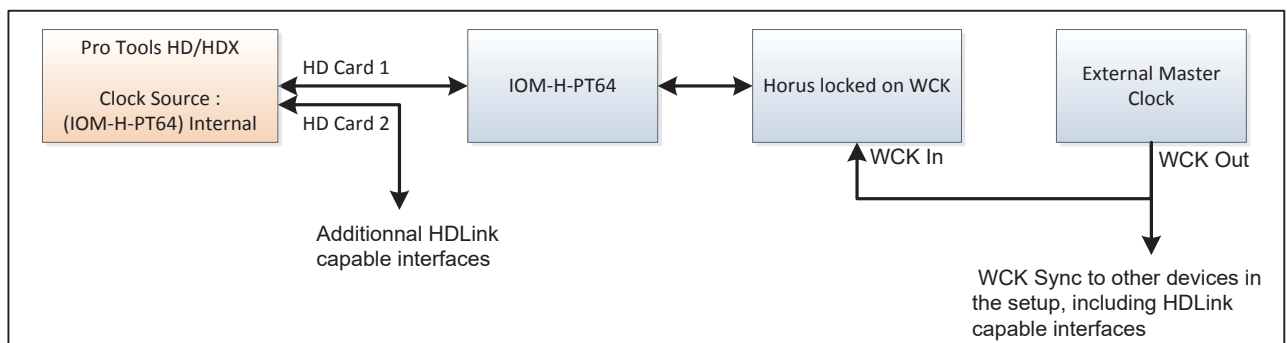 Pro Tools HD/HDX
Clock Source :
(IOM-H-PT64) Internal
HD Card 1
HD Card 2
IOM-H-PT64
Horus locked on WCK
External Master
Clock
WCK In
WCK Out
Additionnal HDLink
capable interfaces
WCK Sync to other devices in
the setup, including HDLink
capable interfaces